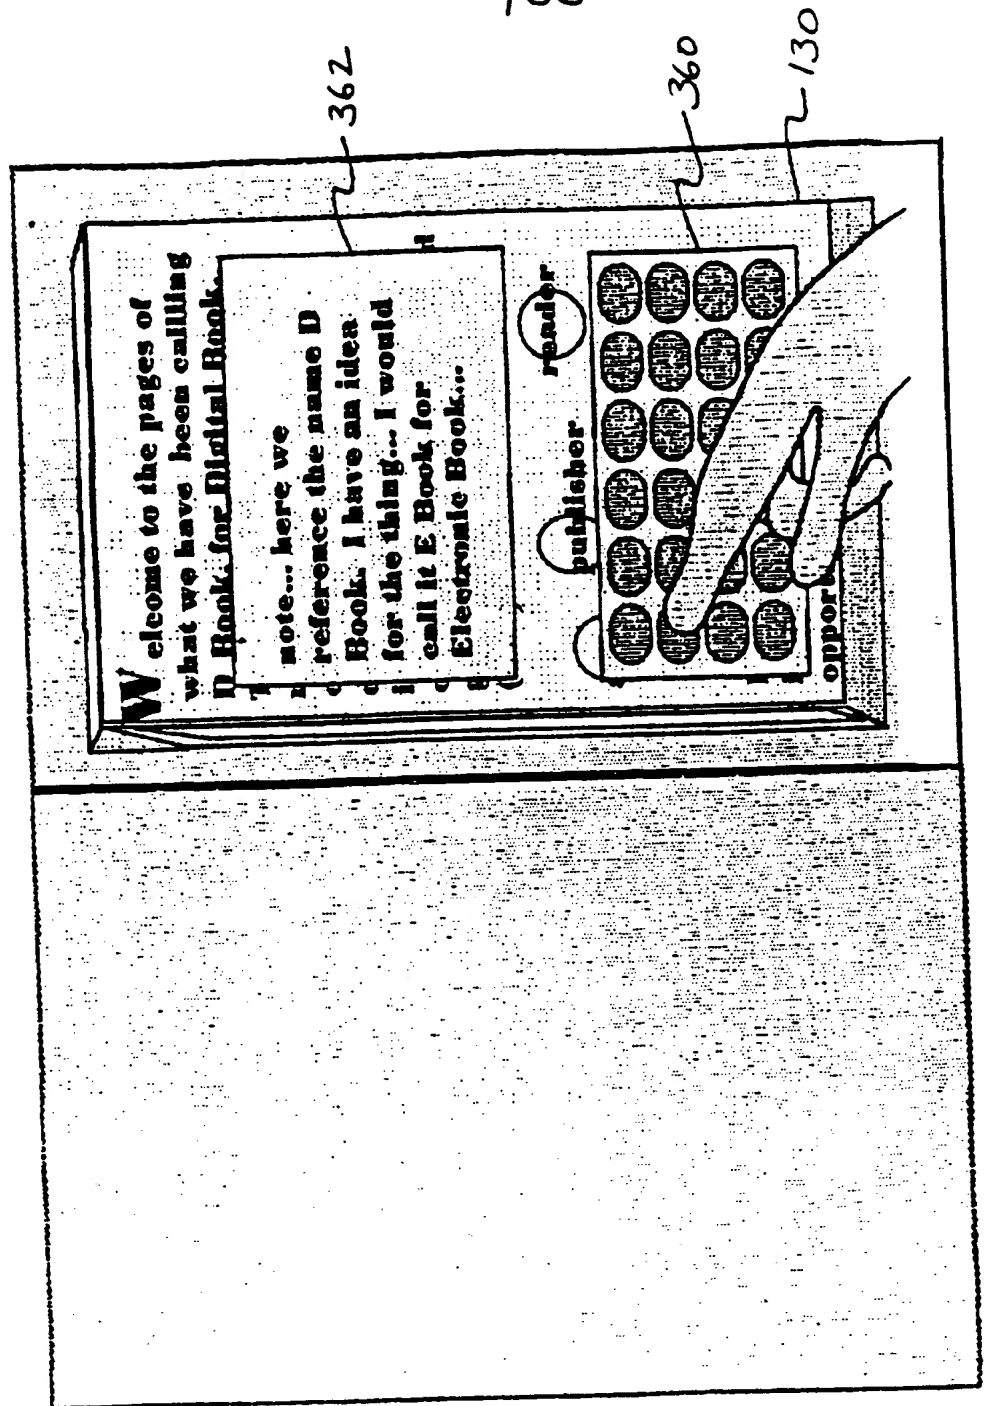 Welcome to the pages of
what we have been callling
D Book, for Digital Book.
note... here we
reference the name D
Book. I have an idea
for the thing... I would
call it E Book for
Electronic Book...
362
publisher reader
360
130